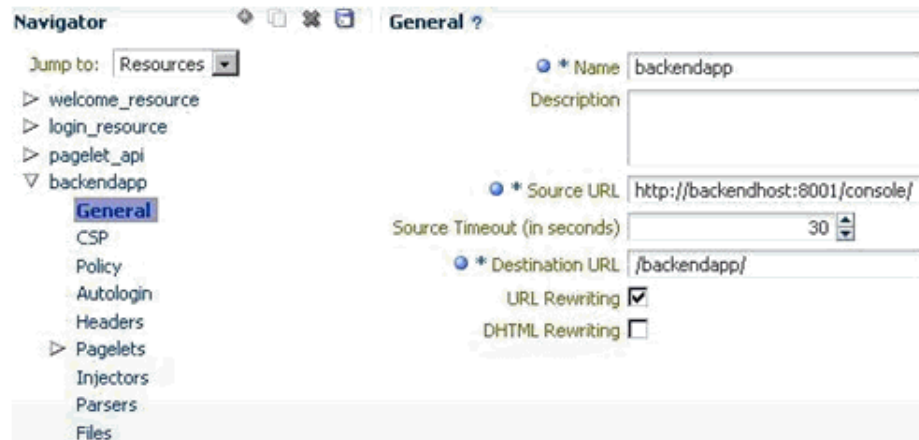 Navigator
Jump to: Resources
welcome_resource
login_resource
pagelet_api
backendapp
General
CSP
Policy
Autologin
Headers
Pagelets
Injectors
Parsers
Files
General ?
* Name backendapp
Description
* Source URL http://backendhost:8001/console/
Source Timeout (in seconds) 30
* Destination URL /backendapp/
URL Rewriting
DHTML Rewriting